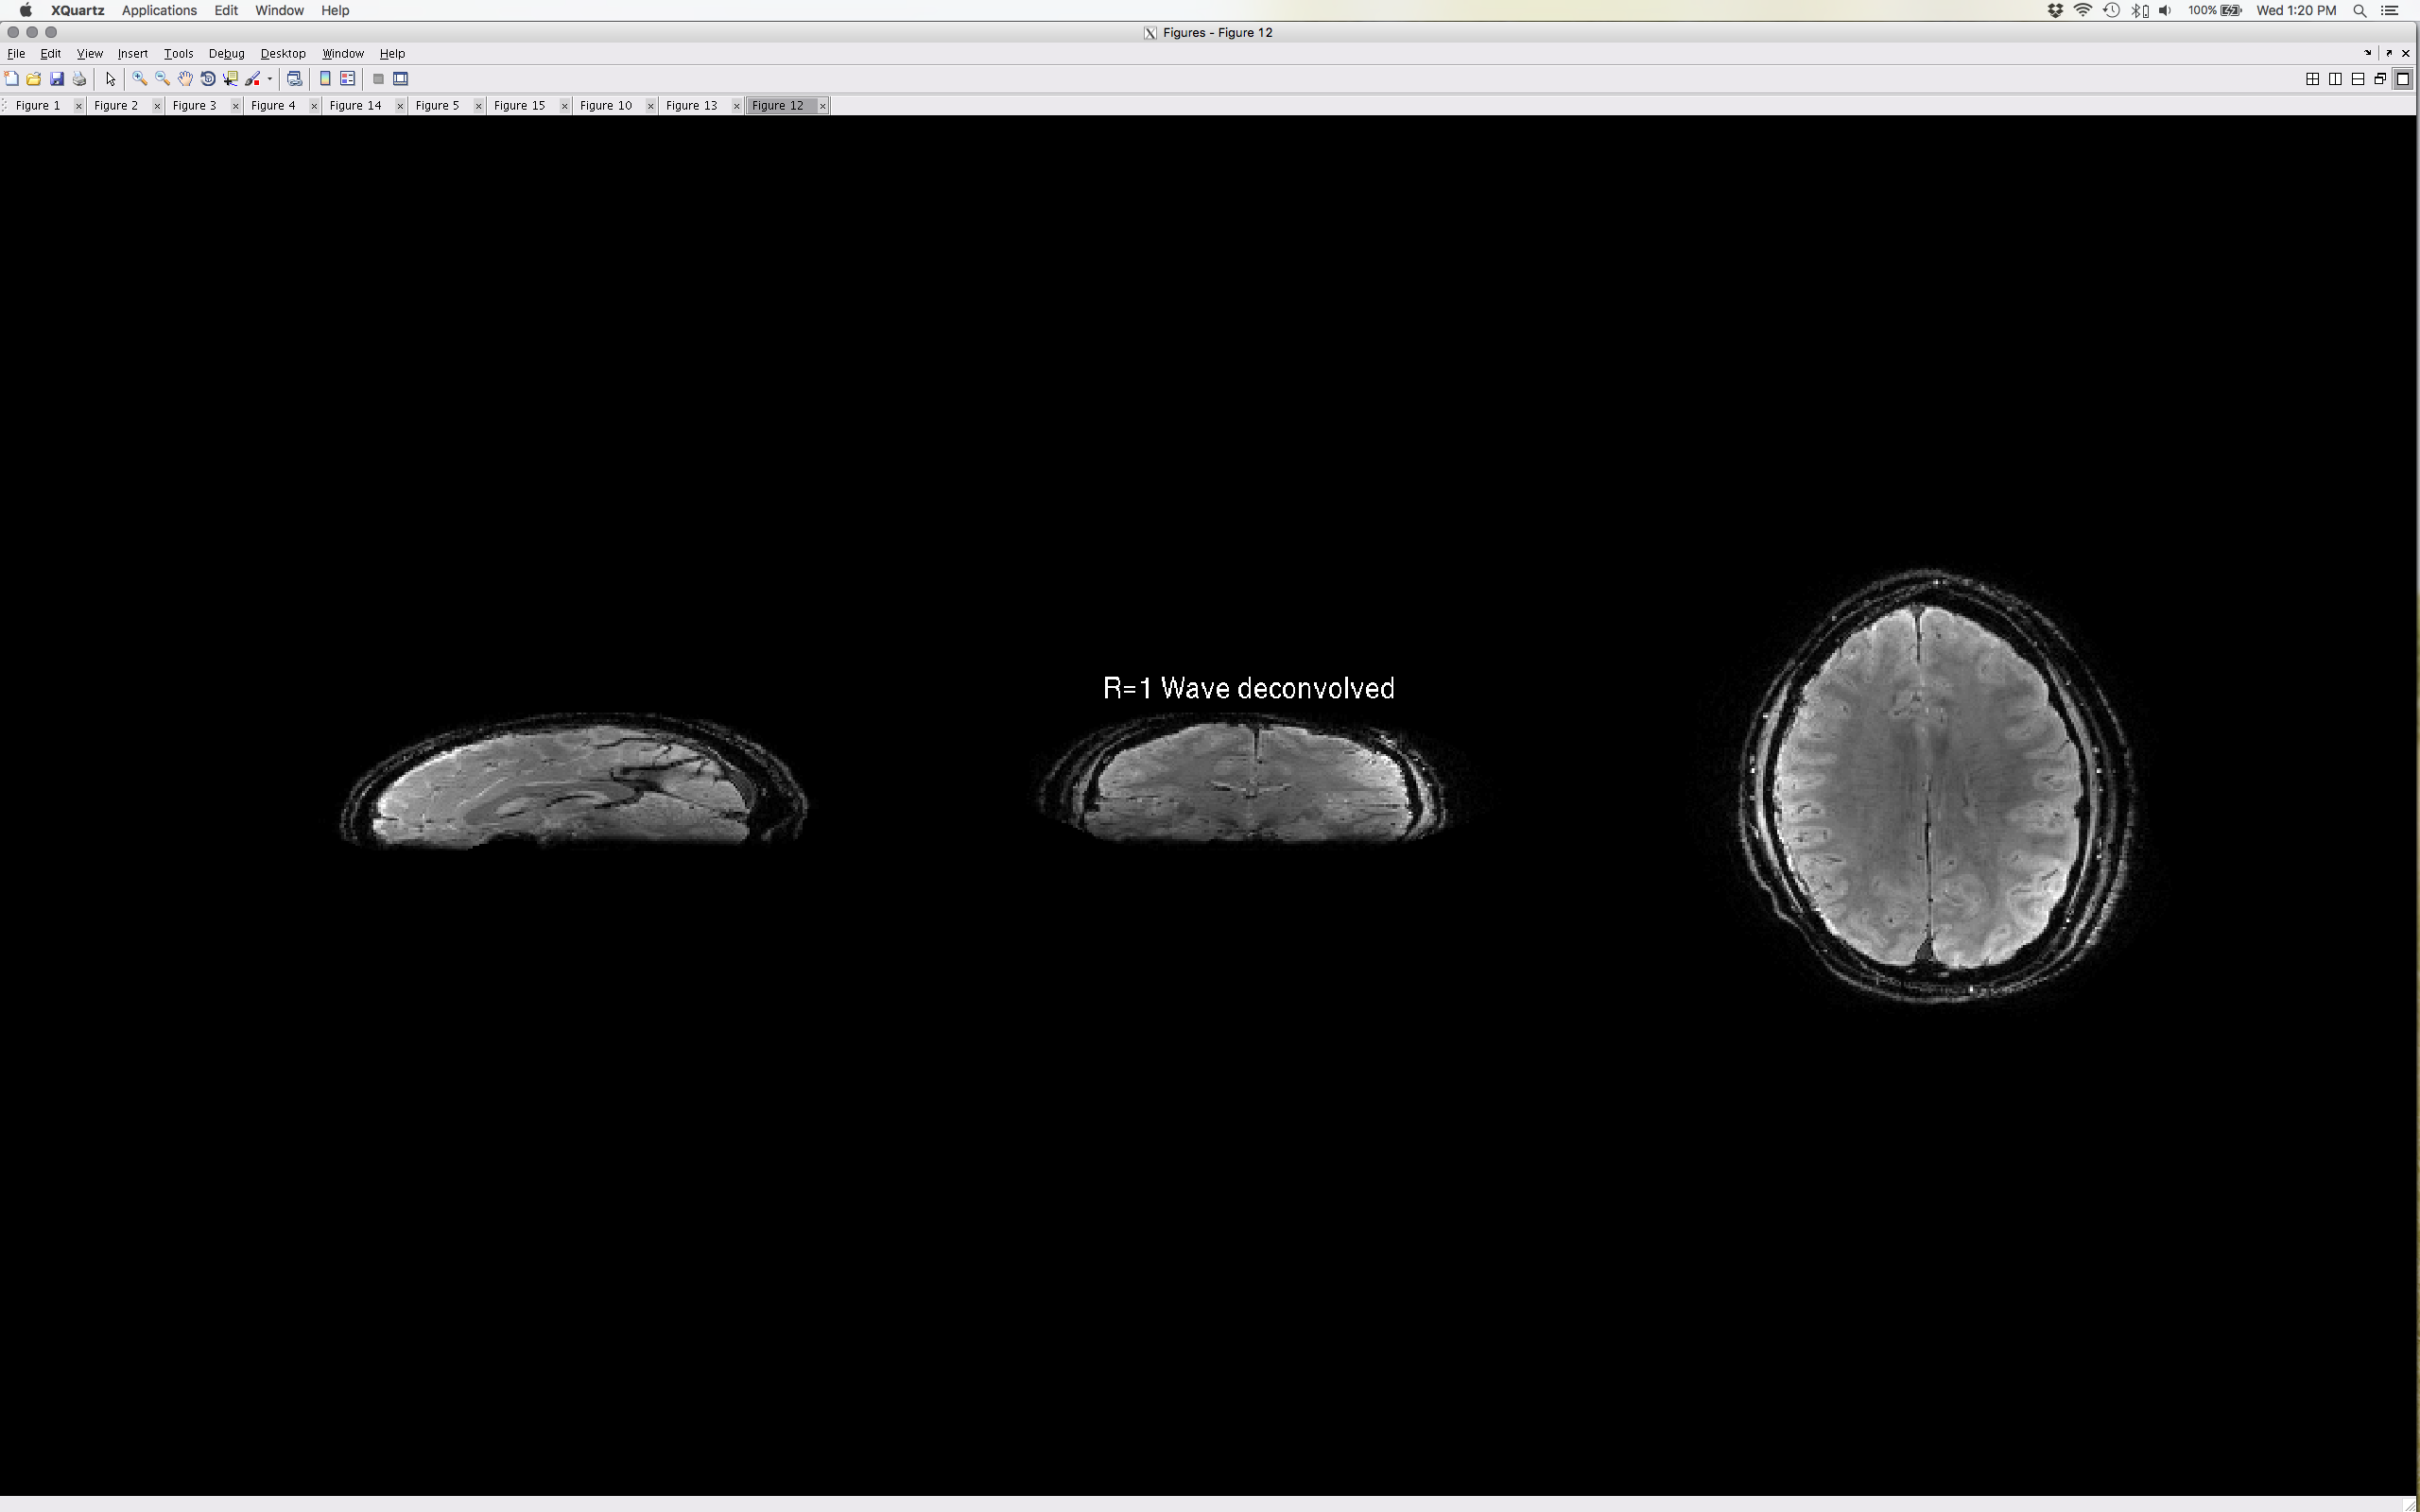 XQuartz Applications Edit Window Help 100% Wed 1:20 PM
Figures - Figure 12
File Edit View Insert Tools Debug Desktop Window Help
Figure 1 Figure 2 Figure 3 Figure 4 Figure 14 Figure 5 Figure 15 Figure 10 Figure 13 Figure 12
R=1 Wave deconvolved